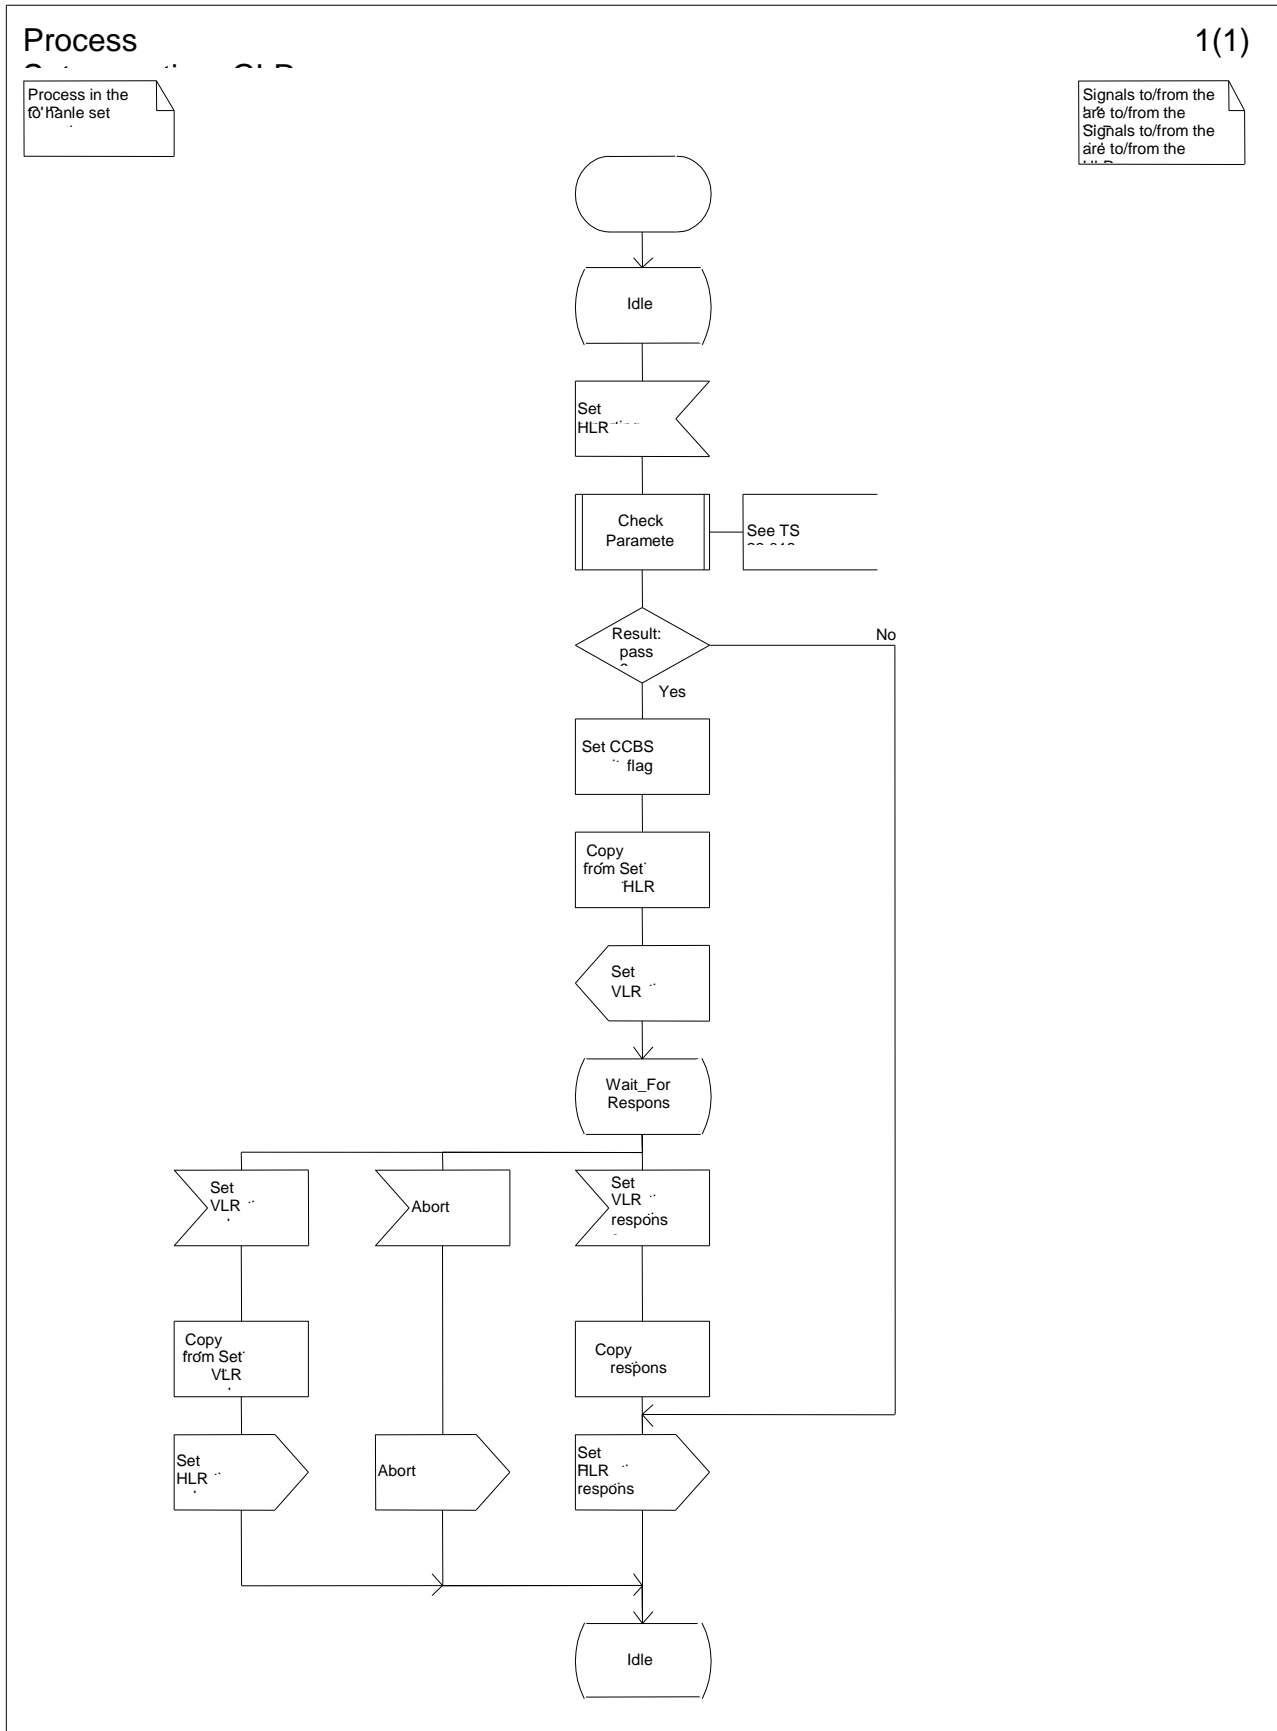 Process
1(1)
Process in the
to hanle set
Signals to/from the
are to/from the
Signals to/from the
are to/from the
Idle
Set
HLR
Check
Paramete
See TS
Result:
pass
No
Yes
Set CCBS
flag
Copy
from Set
HLR
Set
VLR
Wait_For
Respons
Set
VLR
Abort
Set
VLR
respons
Copy
from Set
VLR
Copy
respons
Set
HLR
Abort
Set
HLR
respons
Idle